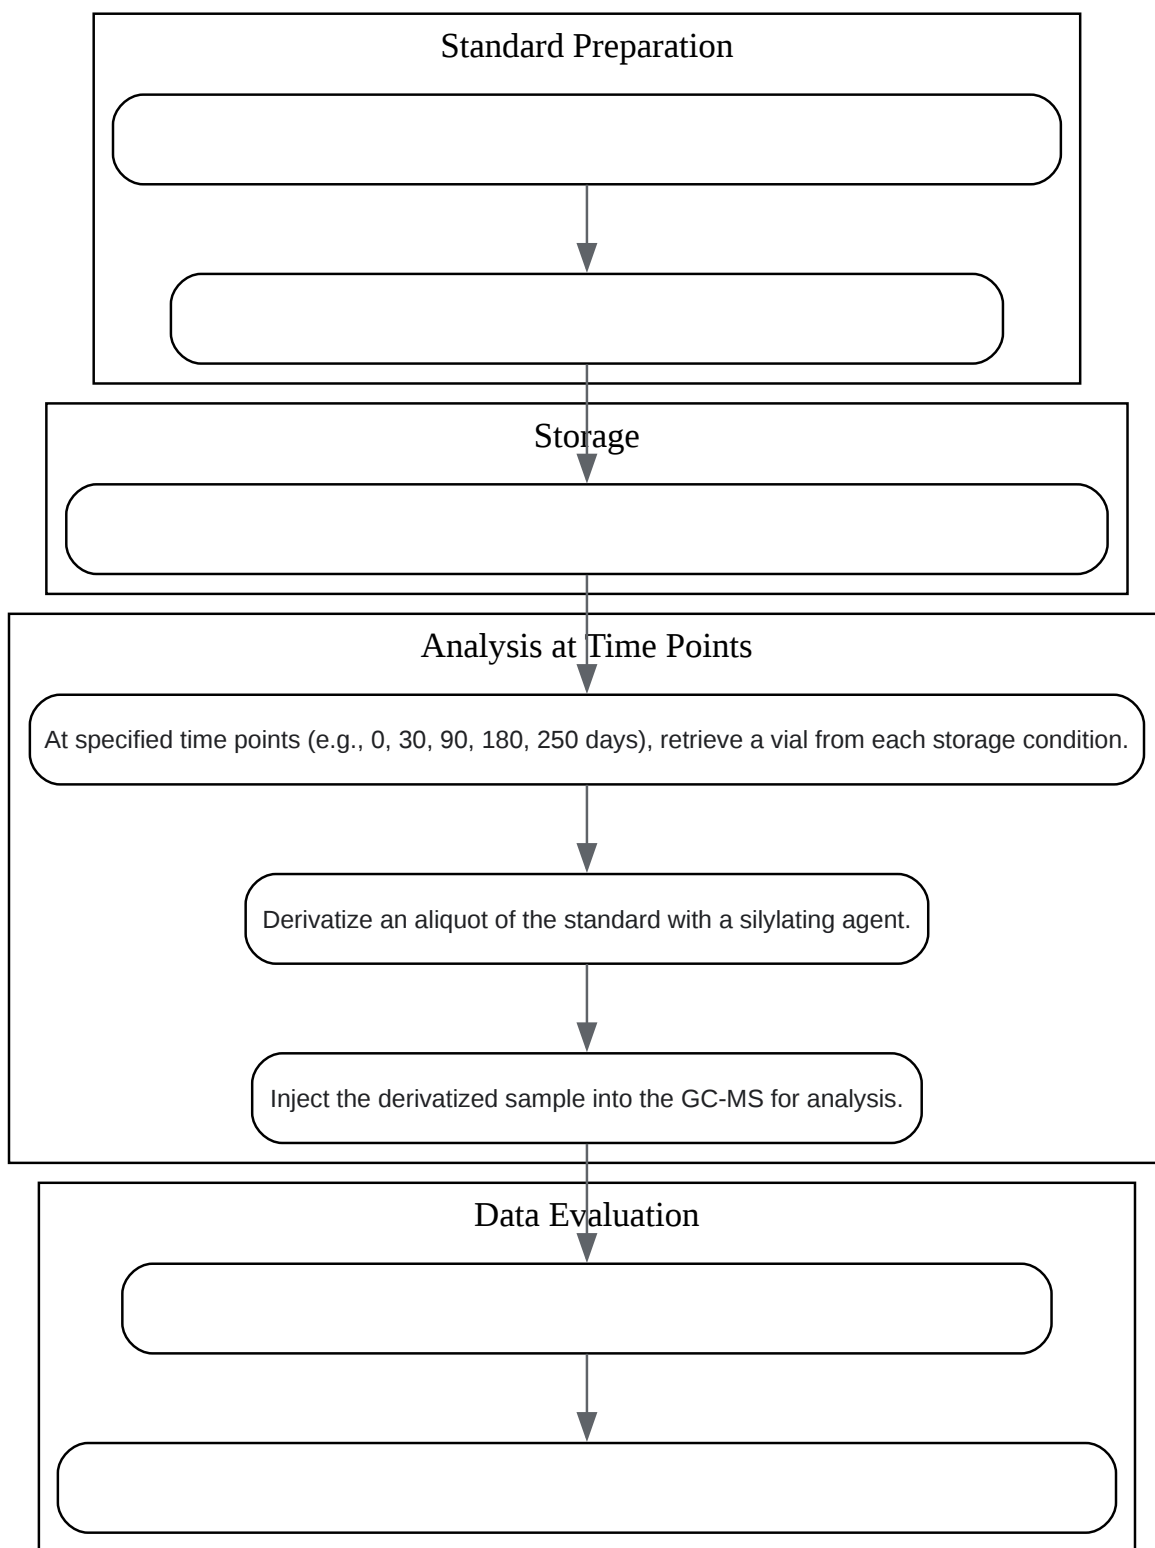 Standard Preparation
Storage
Analysis at Time Points
At specified time points (e.g., 0, 30, 90, 180, 250 days), retrieve a vial from each storage condition.
Derivatize an aliquot of the standard with a silylating agent.
Inject the derivatized sample into the GC-MS for analysis.
Data Evaluation